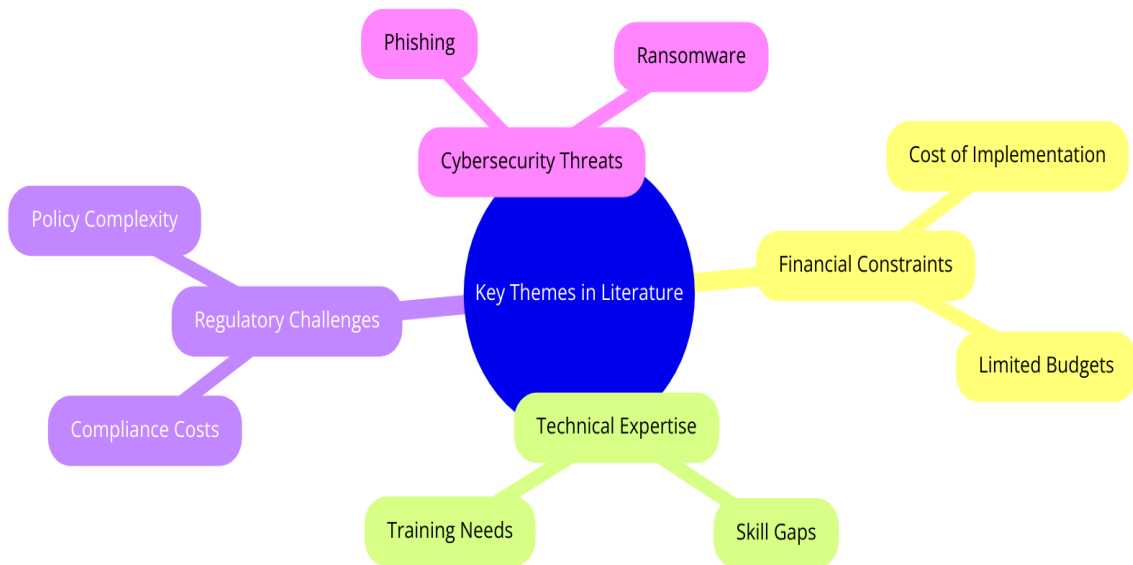 Phishing
Ransomware
Cybersecurity Threats
Cost of Implementation
Policy Complexity
Financial Constraints
Key Themes in Literature
Regulatory Challenges
Limited Budgets
Compliance Costs
Technical Expertise
Training Needs
Skill Gaps